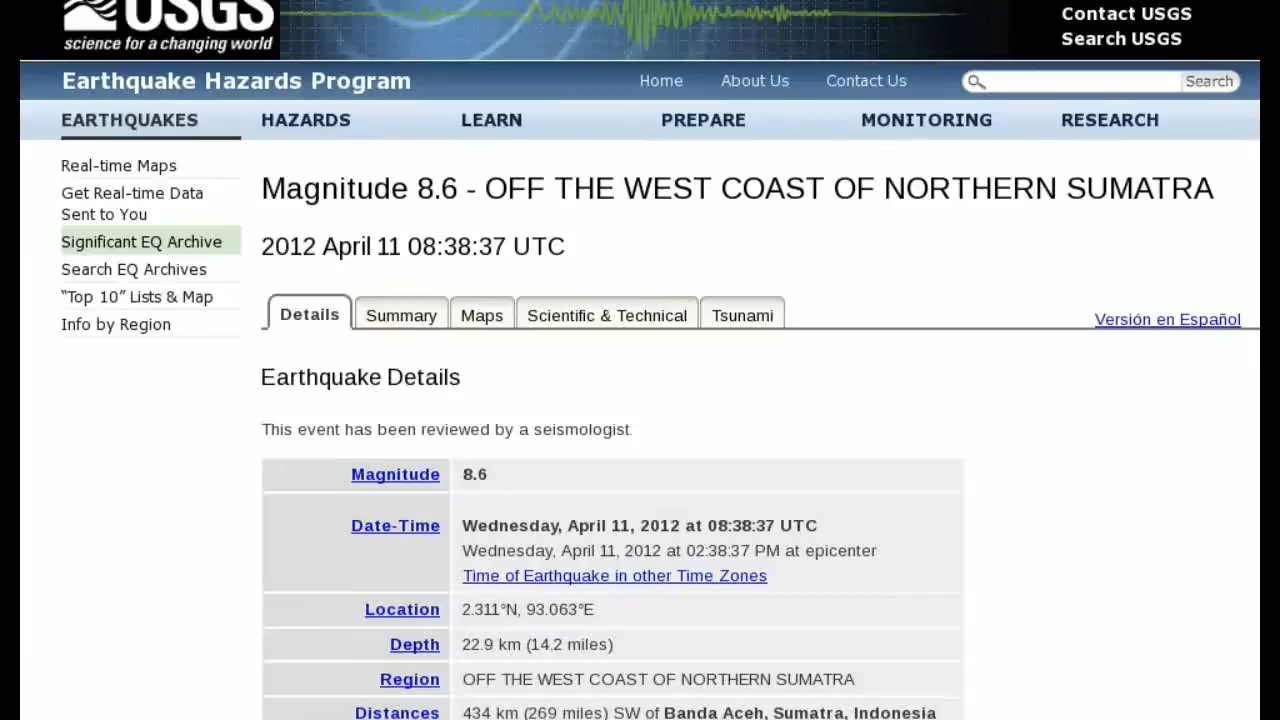 USGS
science for a changing world
Contact USGS
Search USGS
Earthquake Hazards Program
Home
About Us
Contact Us
Search
EARTHQUAKES
HAZARDS
LEARN
PREPARE
MONITORING
RESEARCH
Real-time Maps
Get Real-time Data
Sent to You
Significant EQ Archive
Search EQ Archives
“Top 10” Lists & Map
Info by Region
Magnitude 8.6 - OFF THE WEST COAST OF NORTHERN SUMATRA
2012 April 11 08:38:37 UTC
Details
Summary
Maps
Scientific & Technical
Tsunami
Versión en Español
Earthquake Details
This event has been reviewed by a seismologist.
Magnitude 8.6
Date-Time Wednesday, April 11, 2012 at 08:38:37 UTC
Wednesday, April 11, 2012 at 02:38:37 PM at epicenter
Time of Earthquake in other Time Zones
Location 2.311°N, 93.063°E
Depth 22.9 km (14.2 miles)
Region OFF THE WEST COAST OF NORTHERN SUMATRA
Distances 434 km (269 miles) SW of Banda Aceh, Sumatra, Indonesia